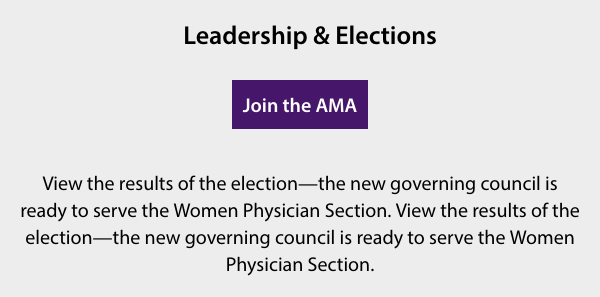 Leadership & Elections
Join the AMA
View the results of the election—the new governing council is
ready to serve the Women Physician Section. View the results of the
election—the new governing council is ready to serve the Women
Physician Section.